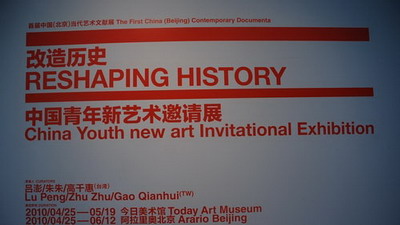 首届中国(北京)当代艺术文献展 The First China (Beijing) Contemporary Documents
改造历史
RESHAPING HISTORY
中国青年新艺术邀请展
China Youth new art Invitational Exhibition
吕澎/朱朱/高千惠(台湾)
Lu Peng/Zhu Zhu/Gao Qianhui(TW)
2010/04/25—05/19 今日美术馆 Today Art Museum
2010/04/25—06/12 阿拉里奥北京 Arario Beijing